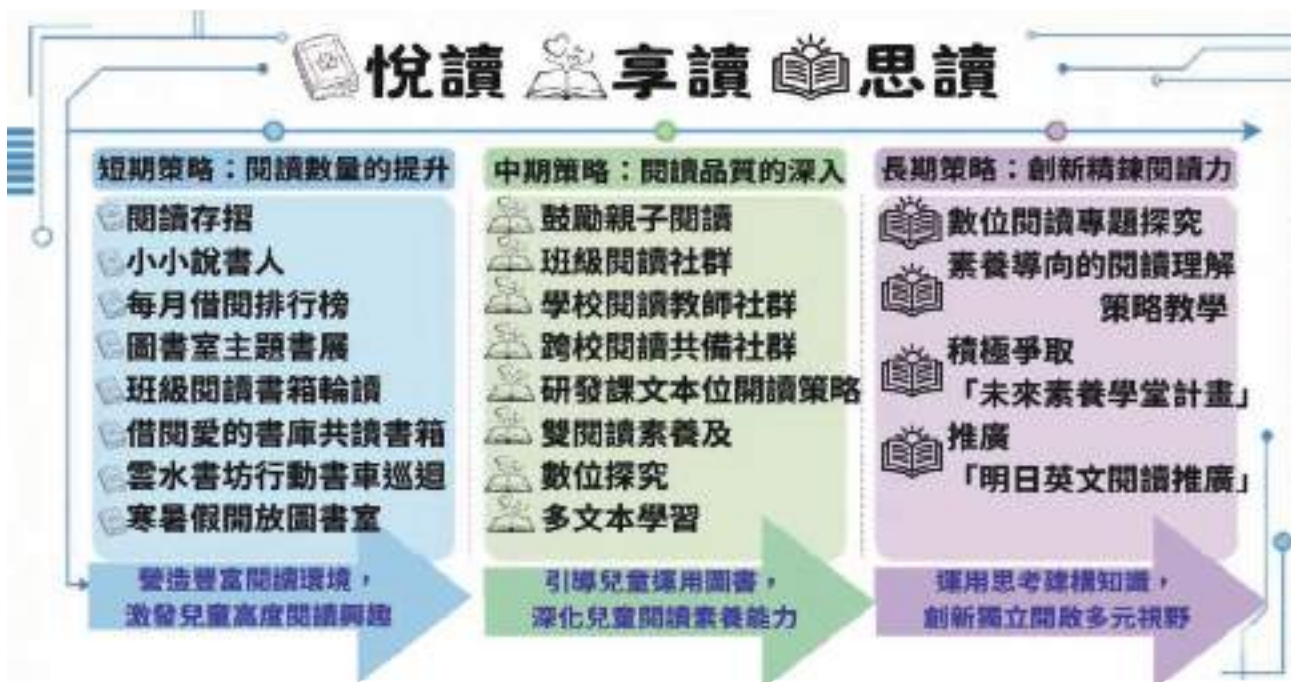 悅讀 享讀 思讀
短期策略：閱讀數量的提升
閱讀存摺
小小說書人
每月借閱排行榜
圖書室主題書展
班級閱讀書箱輪讀
借閱愛的書庫共讀書箱
雲水書坊行動書車巡迴
寒暑假開放圖書室
營造豐富閱讀環境，
激發兒童高度閱讀興趣
中期策略：閱讀品質的深入
鼓勵親子閱讀
班級閱讀社群
學校閱讀教師社群
跨校閱讀共備社群
研發課文本位開讀策略
雙閱讀素養及
數位探究
多文本學習
引導兒童運用圖書，
深化兒童閱讀素養能力
長期策略：創新精鍊閱讀力
數位閱讀專題探究
素養導向的閱讀理解
策略教學
積極爭取
「未來素養學堂計畫」
推廣
「明日英文閱讀推廣」
運用思考建構知識，
創新獨立開啟多元視野